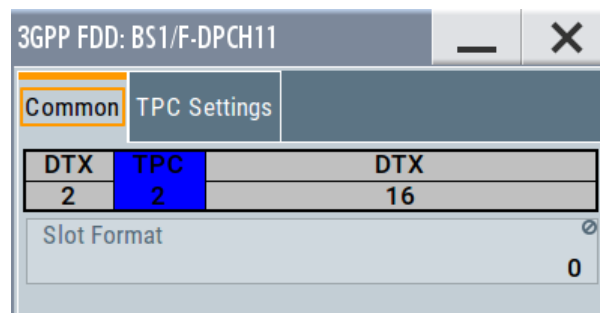 3GPP FDD: BS1/F-DPCH11
Common TPC Settings
DTX TPC DTX
2 2 16
Slot Format
0